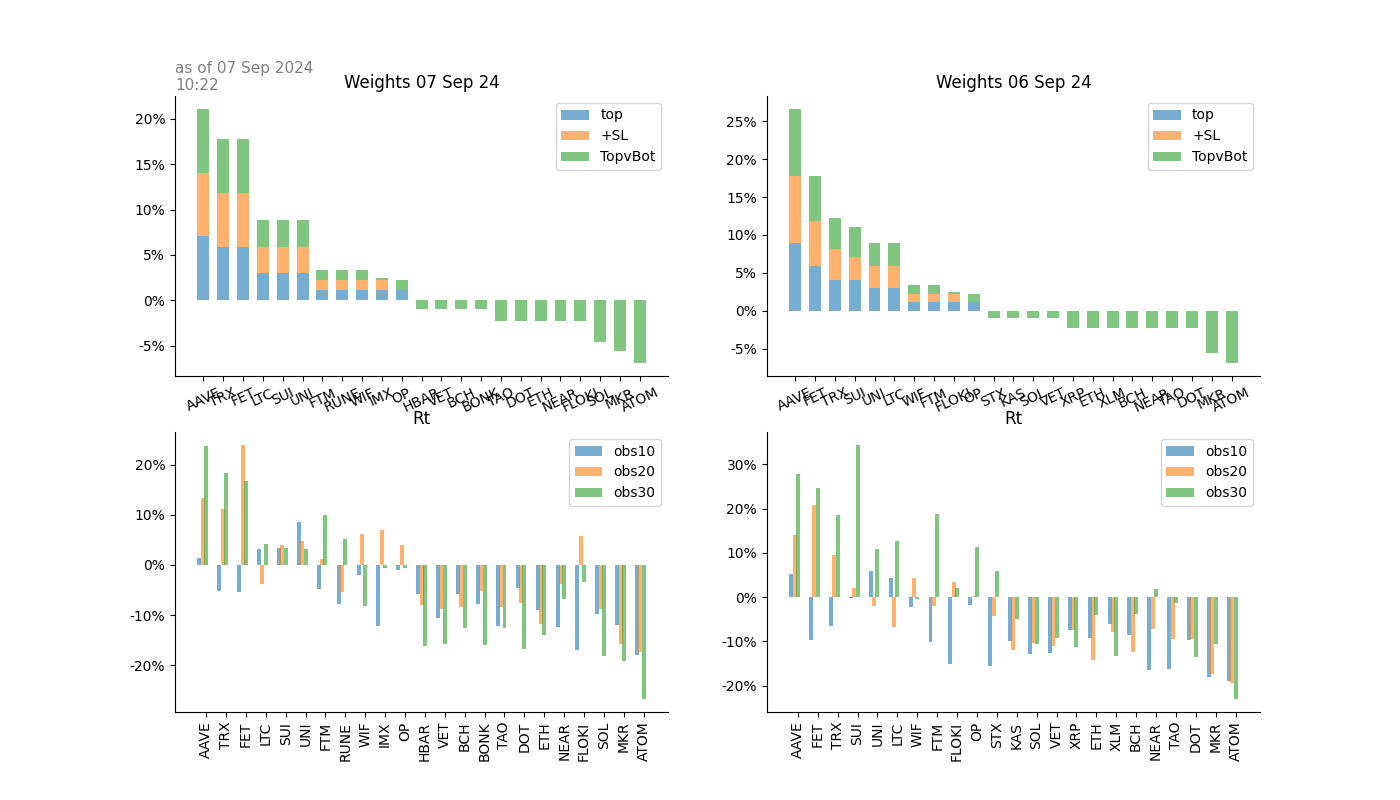 as of 07 Sep 2024
10:22
Weights 07 Sep 24
20%
15%
10%
5%
0%
-5%
top
+SL
TopvBot
AAVE TRX FET LTC SUI UNI FTM RUNE WIF IMX OP HBAR VET BCH BONK TAO DOT ETH NEAR FLOKI SOL MKR ATOM
Weights 06 Sep 24
25%
20%
15%
10%
5%
0%
-5%
top
+SL
TopvBot
AAVE FET TRX SUI UNI LTC WIF FTM FLOKI OP STX KAS SOL VET XRP ETH XLM BCH NEAR TAO DOT MKR ATOM
Rt
20%
10%
0%
-10%
-20%
obs10
obs20
obs30
AAVE TRX FET LTC SUI UNI FTM RUNE WIF IMX OP HBAR VET BCH BONK TAO DOT ETH NEAR FLOKI SOL MKR ATOM
Rt
30%
20%
10%
0%
-10%
-20%
obs10
obs20
obs30
AAVE FET TRX SUI UNI LTC WIF FTM FLOKI OP STX KAS SOL VET XRP ETH XLM BCH NEAR TAO DOT MKR ATOM